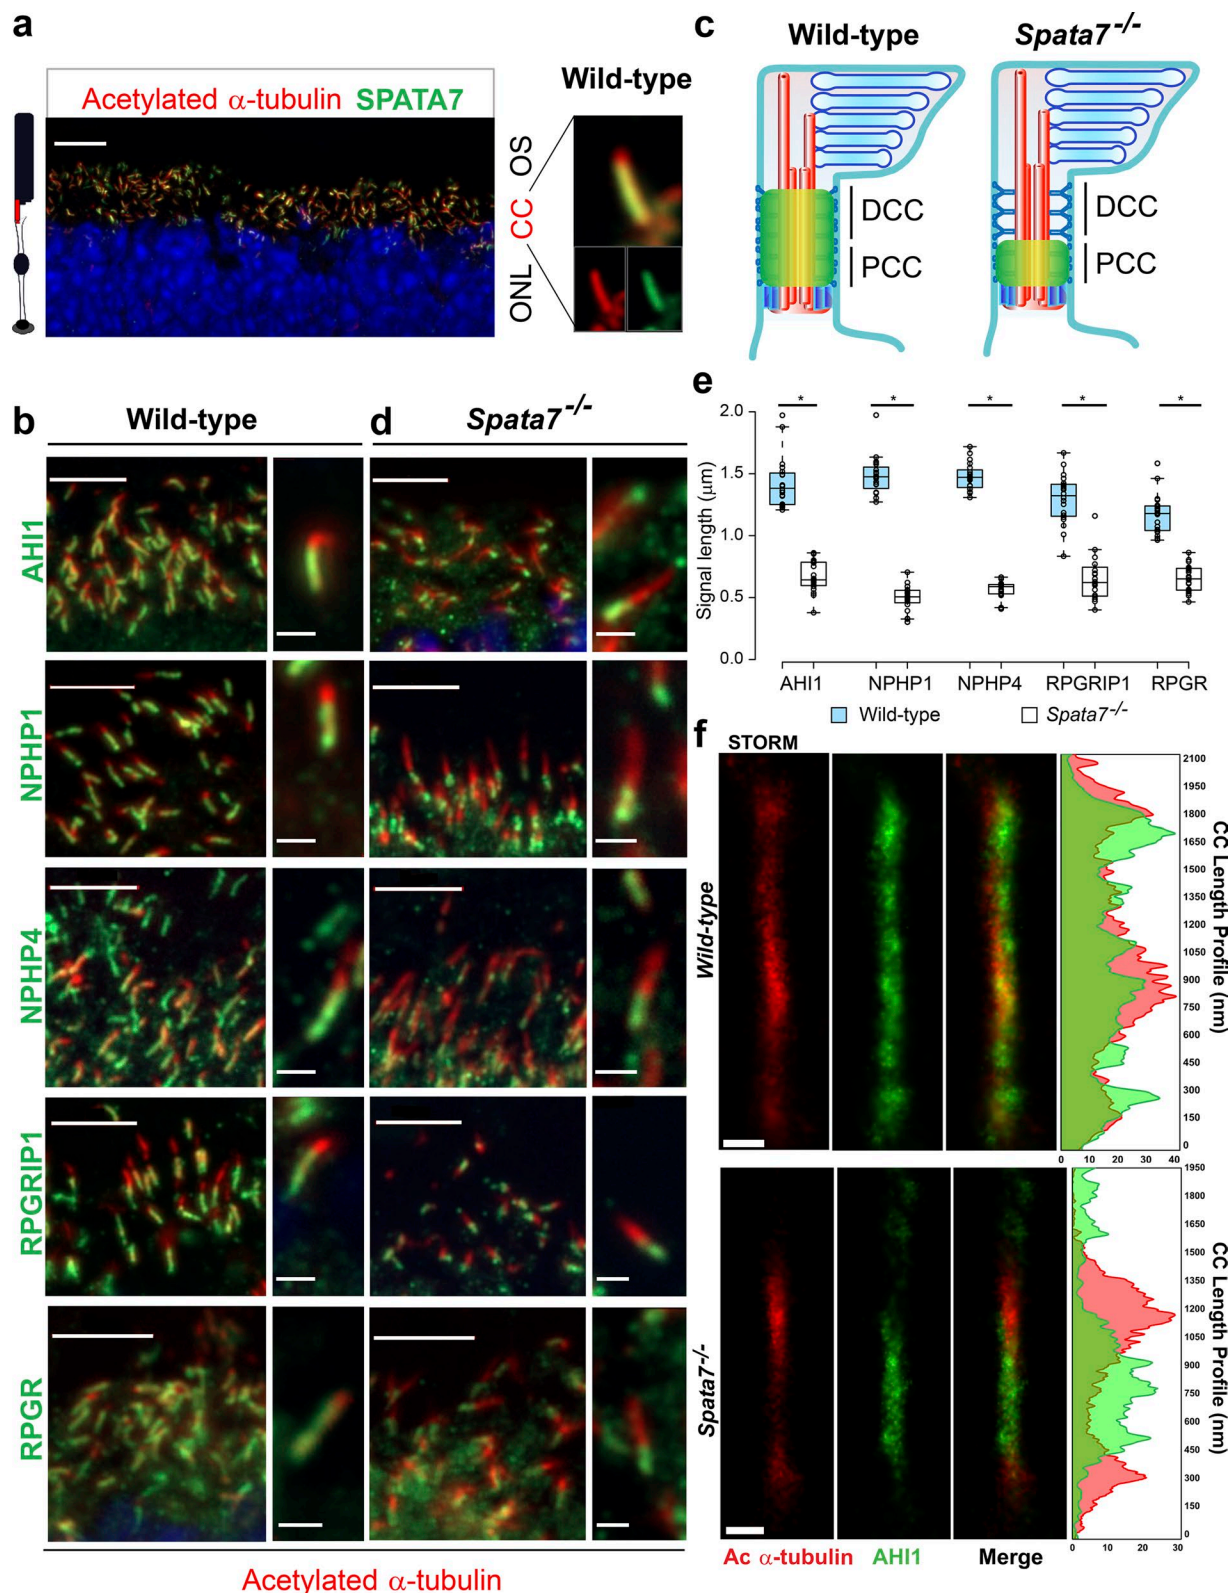 a
Acetylated α-tubulin SPATA7
Wild-type
ONL CC OS
c
Wild-type Spata7-/-
DCC
PCC
DCC
PCC
b Wild-type d Spata7-/-
AHI1
NPHP1
NPHP4
RPGRIP1
RPGR
Acetylated α-tubulin
e
Signal length (μm)
2.0
1.5
1.0
0.5
0.0
* * * * *
AHI1 NPHP1 NPHP4 RPGRIP1 RPGR
Wild-type Spata7-/-
f
STORM
Wild-type
2100
1950
1800
1650
1500
1350
1200
1050
900
750
600
450
300
150
0
0 10 20 30 40
CC Length Profile (nm)
Spata7-/-
1950
1800
1650
1500
1350
1200
1050
900
750
600
450
300
150
0
0 10 20 30
CC Length Profile (nm)
Ac α-tubulin AHI1 Merge